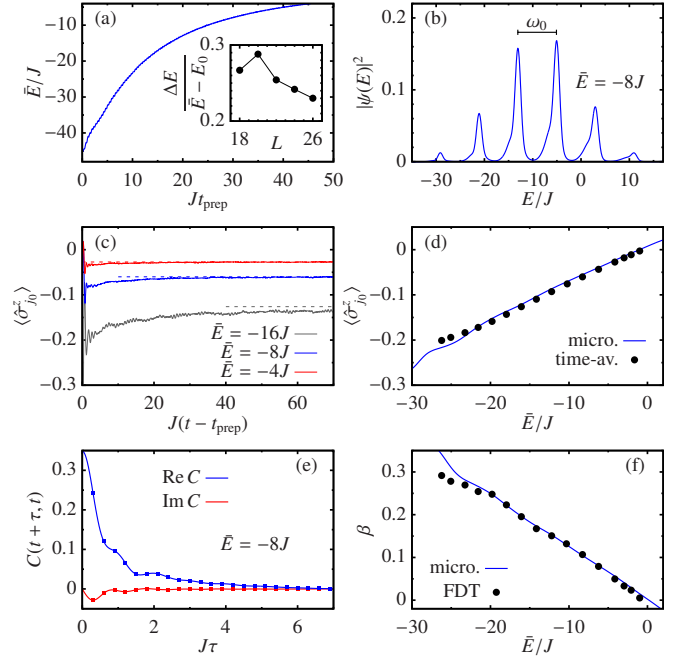 (a)
Ē/J
−10
−20
−30
−40
0 10 20 30 40 50
Jt_prep
ΔE
Ē − E₀
0.3
0.2
18 L 26
(b)
|ψ(E)|²
0.2
0.1
0
−30 −20 −10 0 10
E/J
ω₀
Ē = −8J
(c)
⟨σ̂ᶻ_{j₀}⟩
0
−0.1
−0.2
−0.3
0 20 40 60
J(t − t_prep)
Ē = −16J
Ē = −8J
Ē = −4J
(d)
⟨σ̂ᶻ_{j₀}⟩
0
−0.1
−0.2
−0.3
−30 −20 −10 0
Ē/J
micro.
time-av.
(e)
C(t + τ, t)
0.3
0.2
0.1
0
0 2 4 6
Jτ
Re C
Im C
Ē = −8J
(f)
β
0.3
0.2
0.1
0
−30 −20 −10 0
Ē/J
micro.
FDT